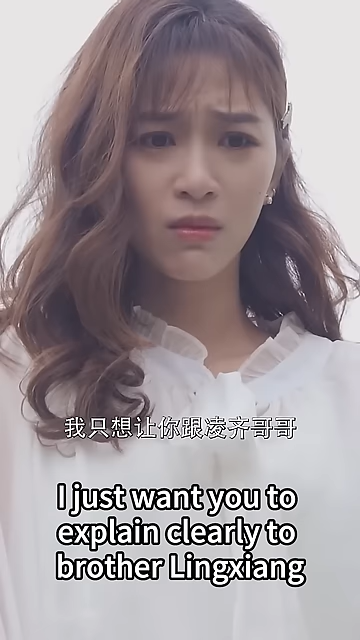 我只想让你跟凌齐哥哥
I just want you to
explain clearly to
brother Lingxiang